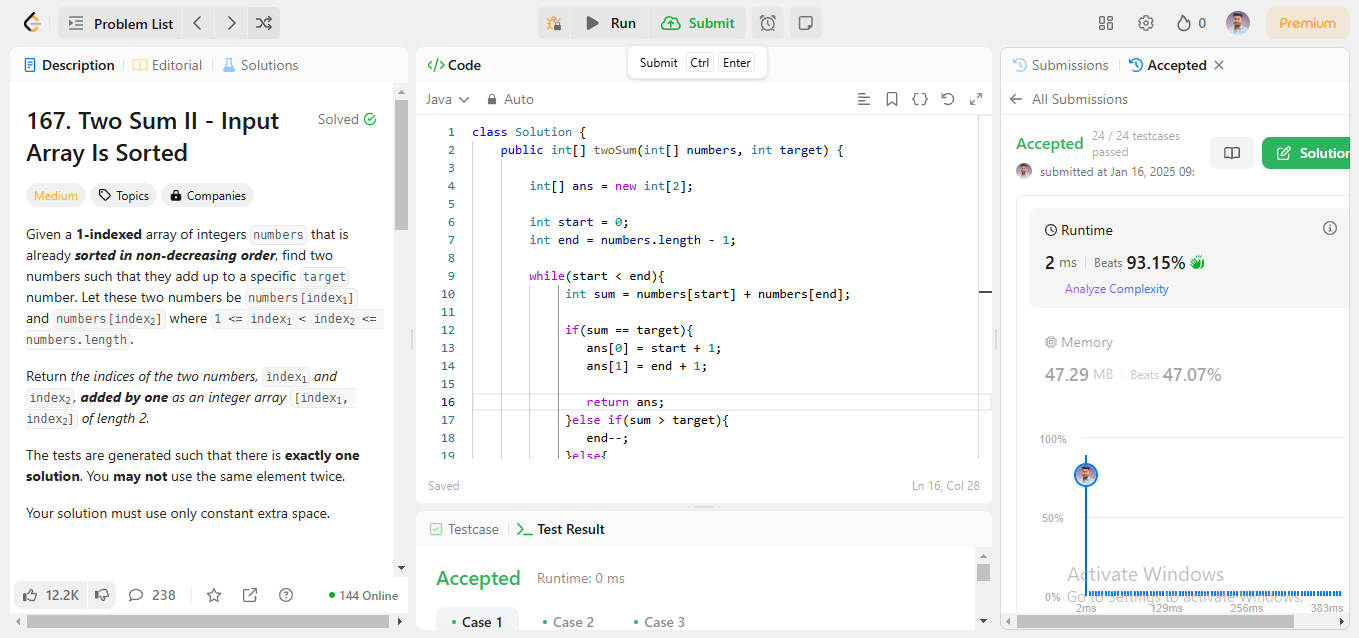 Problem List
Run
Submit
0
Premium
Submit Ctrl Enter
Description
Editorial
Solutions
167. Two Sum II - Input
Array Is Sorted
Solved
Medium
Topics
Companies
Given a 1-indexed array of integers numbers that is
already sorted in non-decreasing order, find two
numbers such that they add up to a specific target
number. Let these two numbers be numbers[index₁]
and numbers[index₂] where 1 <= index₁ < index₂ <=
numbers.length.
Return the indices of the two numbers, index₁ and
index₂, added by one as an integer array [index₁,
index₂] of length 2.
The tests are generated such that there is exactly one
solution. You may not use the same element twice.
Your solution must use only constant extra space.
12.2K
238
144 Online
</> Code
Java
Auto
1 class Solution {
2 public int[] twoSum(int[] numbers, int target) {
3
4 int[] ans = new int[2];
5
6 int start = 0;
7 int end = numbers.length - 1;
8
9 while(start < end){
10 int sum = numbers[start] + numbers[end];
11
12 if(sum == target){
13 ans[0] = start + 1;
14 ans[1] = end + 1;
15
16 return ans;
17 }else if(sum > target){
18 end--;
19 }else{
Saved
Ln 16, Col 28
Testcase
Test Result
Accepted
Runtime: 0 ms
Case 1
Case 2
Case 3
Submissions
Accepted
All Submissions
Accepted
24 / 24 testcases
passed
submitted at Jan 16, 2025 09:
Solution
Runtime
2 ms
Beats 93.15%
Analyze Complexity
Memory
47.29 MB
Beats 47.07%
100%
50%
0%
2ms
129ms
256ms
383ms
Activate Windows
Go to Settings to activate Windows.